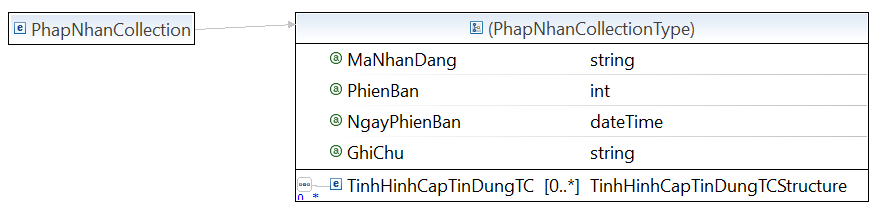 PhapNhanCollection
(PhapNhanCollectionType)
MaNhanDang string
PhienBan int
NgayPhienBan dateTime
GhiChu string
TinhHinhCapTinDungTC [0..*] TinhHinhCapTinDungTCStructure
0..*